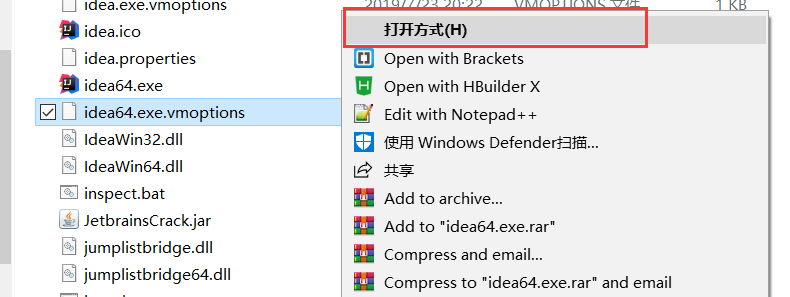 idea.exe.vmoptions
2019/7/23 20:22 VMOPTIONS 文件 1 KB
idea.ico
idea.properties
idea64.exe
idea64.exe.vmoptions
IdeaWin32.dll
IdeaWin64.dll
inspect.bat
JetbrainsCrack.jar
jumplistbridge.dll
jumplistbridge64.dll
打开方式(H)
Open with Brackets
Open with HBuilder X
Edit with Notepad++
使用 Windows Defender扫描...
共享
Add to archive...
Add to "idea64.exe.rar"
Compress and email...
Compress to "idea64.exe.rar" and email